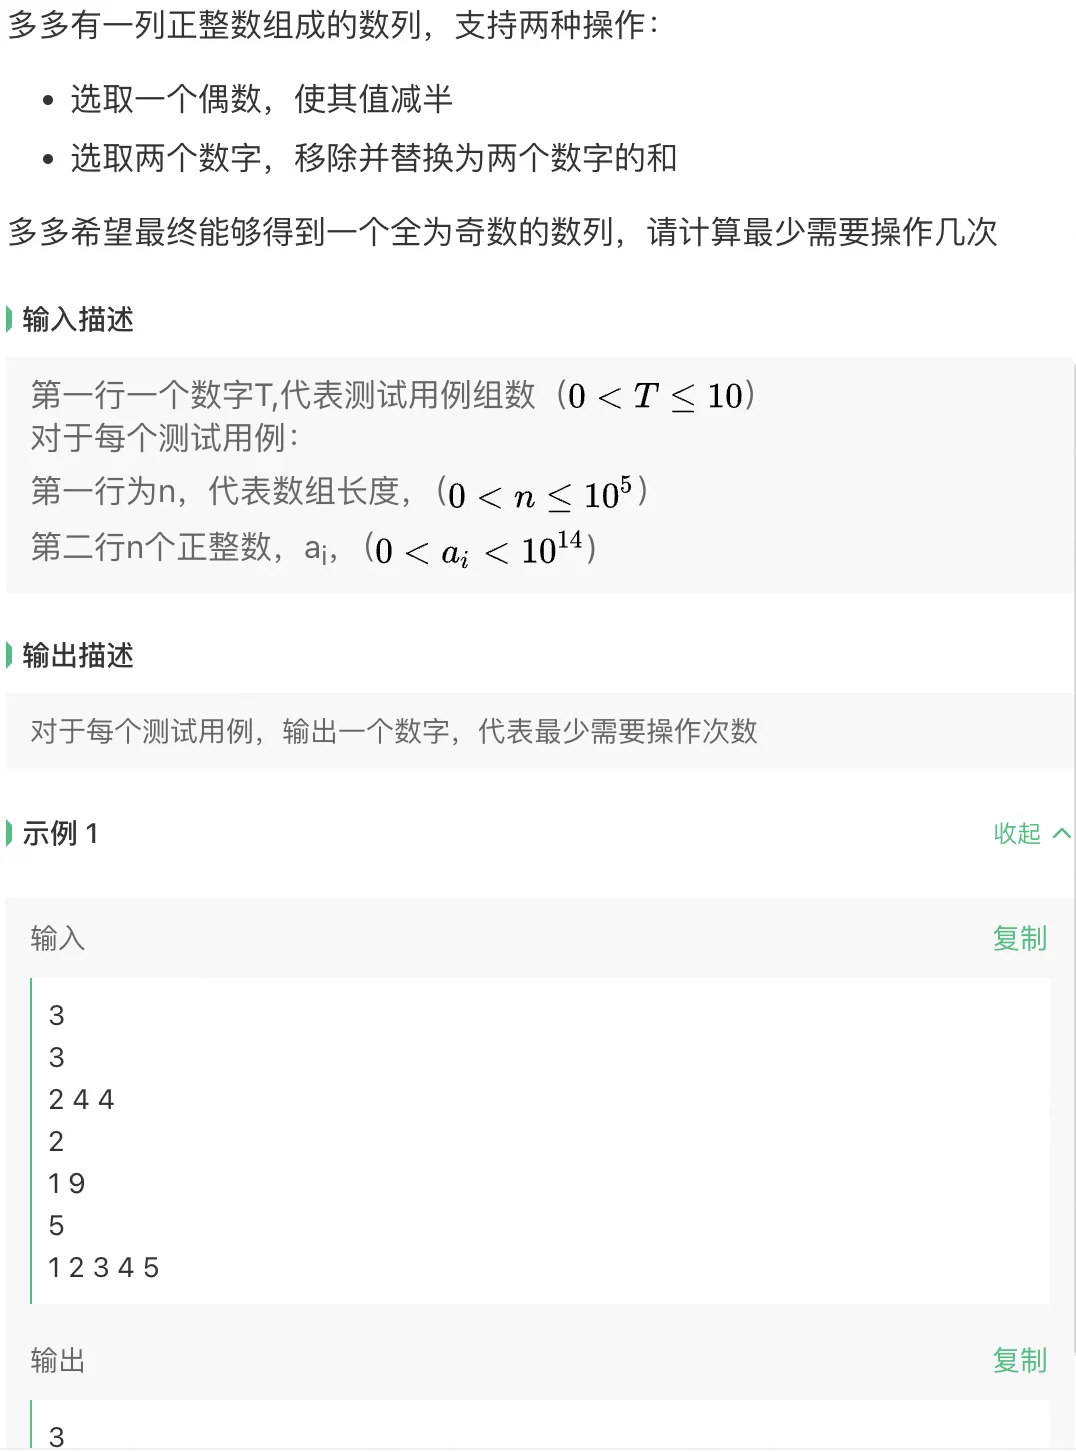 多多有一列正整数组成的数列，支持两种操作：
• 选取一个偶数，使其值减半
• 选取两个数字，移除并替换为两个数字的和
多多希望最终能够得到一个全为奇数的数列，请计算最少需要操作几次
输入描述
第一行一个数字T,代表测试用例组数（0 < T ≤ 10）
对于每个测试用例：
第一行为n，代表数组长度，（0 < n ≤ 10⁵）
第二行n个正整数，aᵢ，（0 < aᵢ < 10¹⁴）
输出描述
对于每个测试用例，输出一个数字，代表最少需要操作次数
示例 1 收起
输入 复制
3
3
2 4 4
2
1 9
5
1 2 3 4 5
输出 复制
3